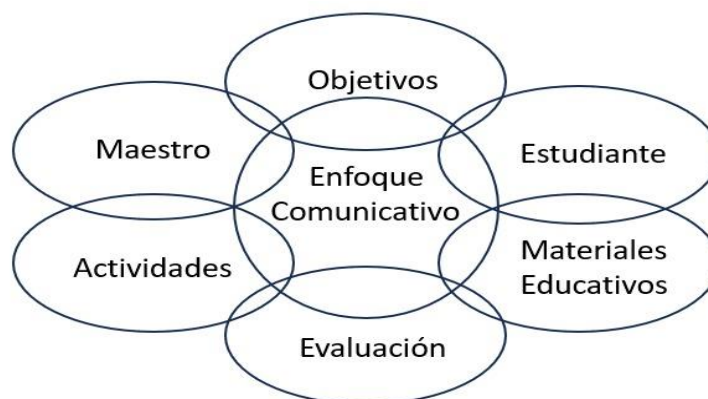 Objetivos
Maestro
Estudiante
Enfoque
Comunicativo
Actividades
Materiales
Educativos
Evaluación